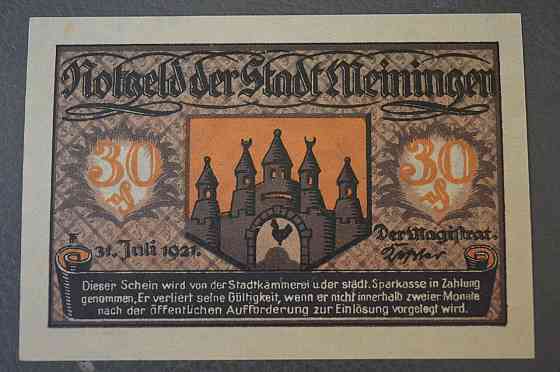 Notgeld der Stadt Meiningen
30 ₰ 30 ₰
31. Juli 1921. Der Magistrat.
Dieser Schein wird von der Stadtkämmerei u. der städt. Sparkasse in Zahlung
genommen. Er verliert seine Gültigkeit, wenn er nicht innerhalb zweier Monate
nach der öffentlichen Aufforderung zur Einlösung vorgelegt wird.